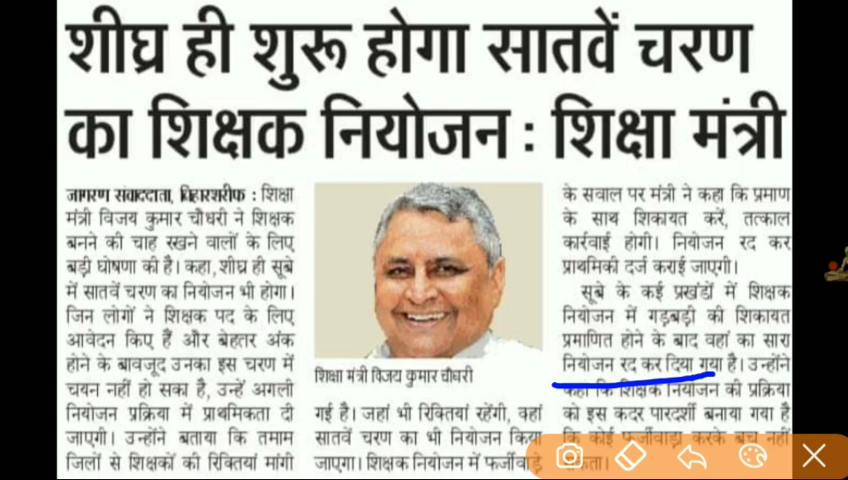 शीघ्र ही शुरू होगा सातवें चरण
का शिक्षक नियोजन : शिक्षा मंत्री
जागरण संवाददाता, बिहारशरीफ : शिक्षा
मंत्री विजय कुमार चौधरी ने शिक्षक
बनने की चाह रखने वालों के लिए
बड़ी घोषणा की है। कहा, शीघ्र ही सूबे
में सातवें चरण का नियोजन भी होगा।
जिन लोगों ने शिक्षक पद के लिए
आवेदन किए हैं और बेहतर अंक
होने के बावजूद उनका इस चरण में
चयन नहीं हो सका है, उन्हें अगली
नियोजन प्रक्रिया में प्राथमिकता दी
जाएगी। उन्होंने बताया कि तमाम
जिलों से शिक्षकों की रिक्तियां मांगी
शिक्षा मंत्री विजय कुमार चौधरी
गई है। जहां भी रिक्तियां रहेंगी, वहां
सातवें चरण का भी नियोजन किया
जाएगा। शिक्षक नियोजन में फर्जीवाड़े
के सवाल पर मंत्री ने कहा कि प्रमाण
के साथ शिकायत करें, तत्काल
कार्रवाई होगी। नियोजन रद कर
प्राथमिकी दर्ज कराई जाएगी।
सूबे के कई प्रखंडों में शिक्षक
नियोजन में गड़बड़ी की शिकायत
प्रमाणित होने के बाद वहां का सारा
नियोजन रद कर दिया गया है। उन्होंने
कहा कि शिक्षक नियोजन की प्रक्रिया
को इस कदर पारदर्शी बनाया गया है
कि कोई फर्जीवाड़ा करके बच नहीं
सकता।